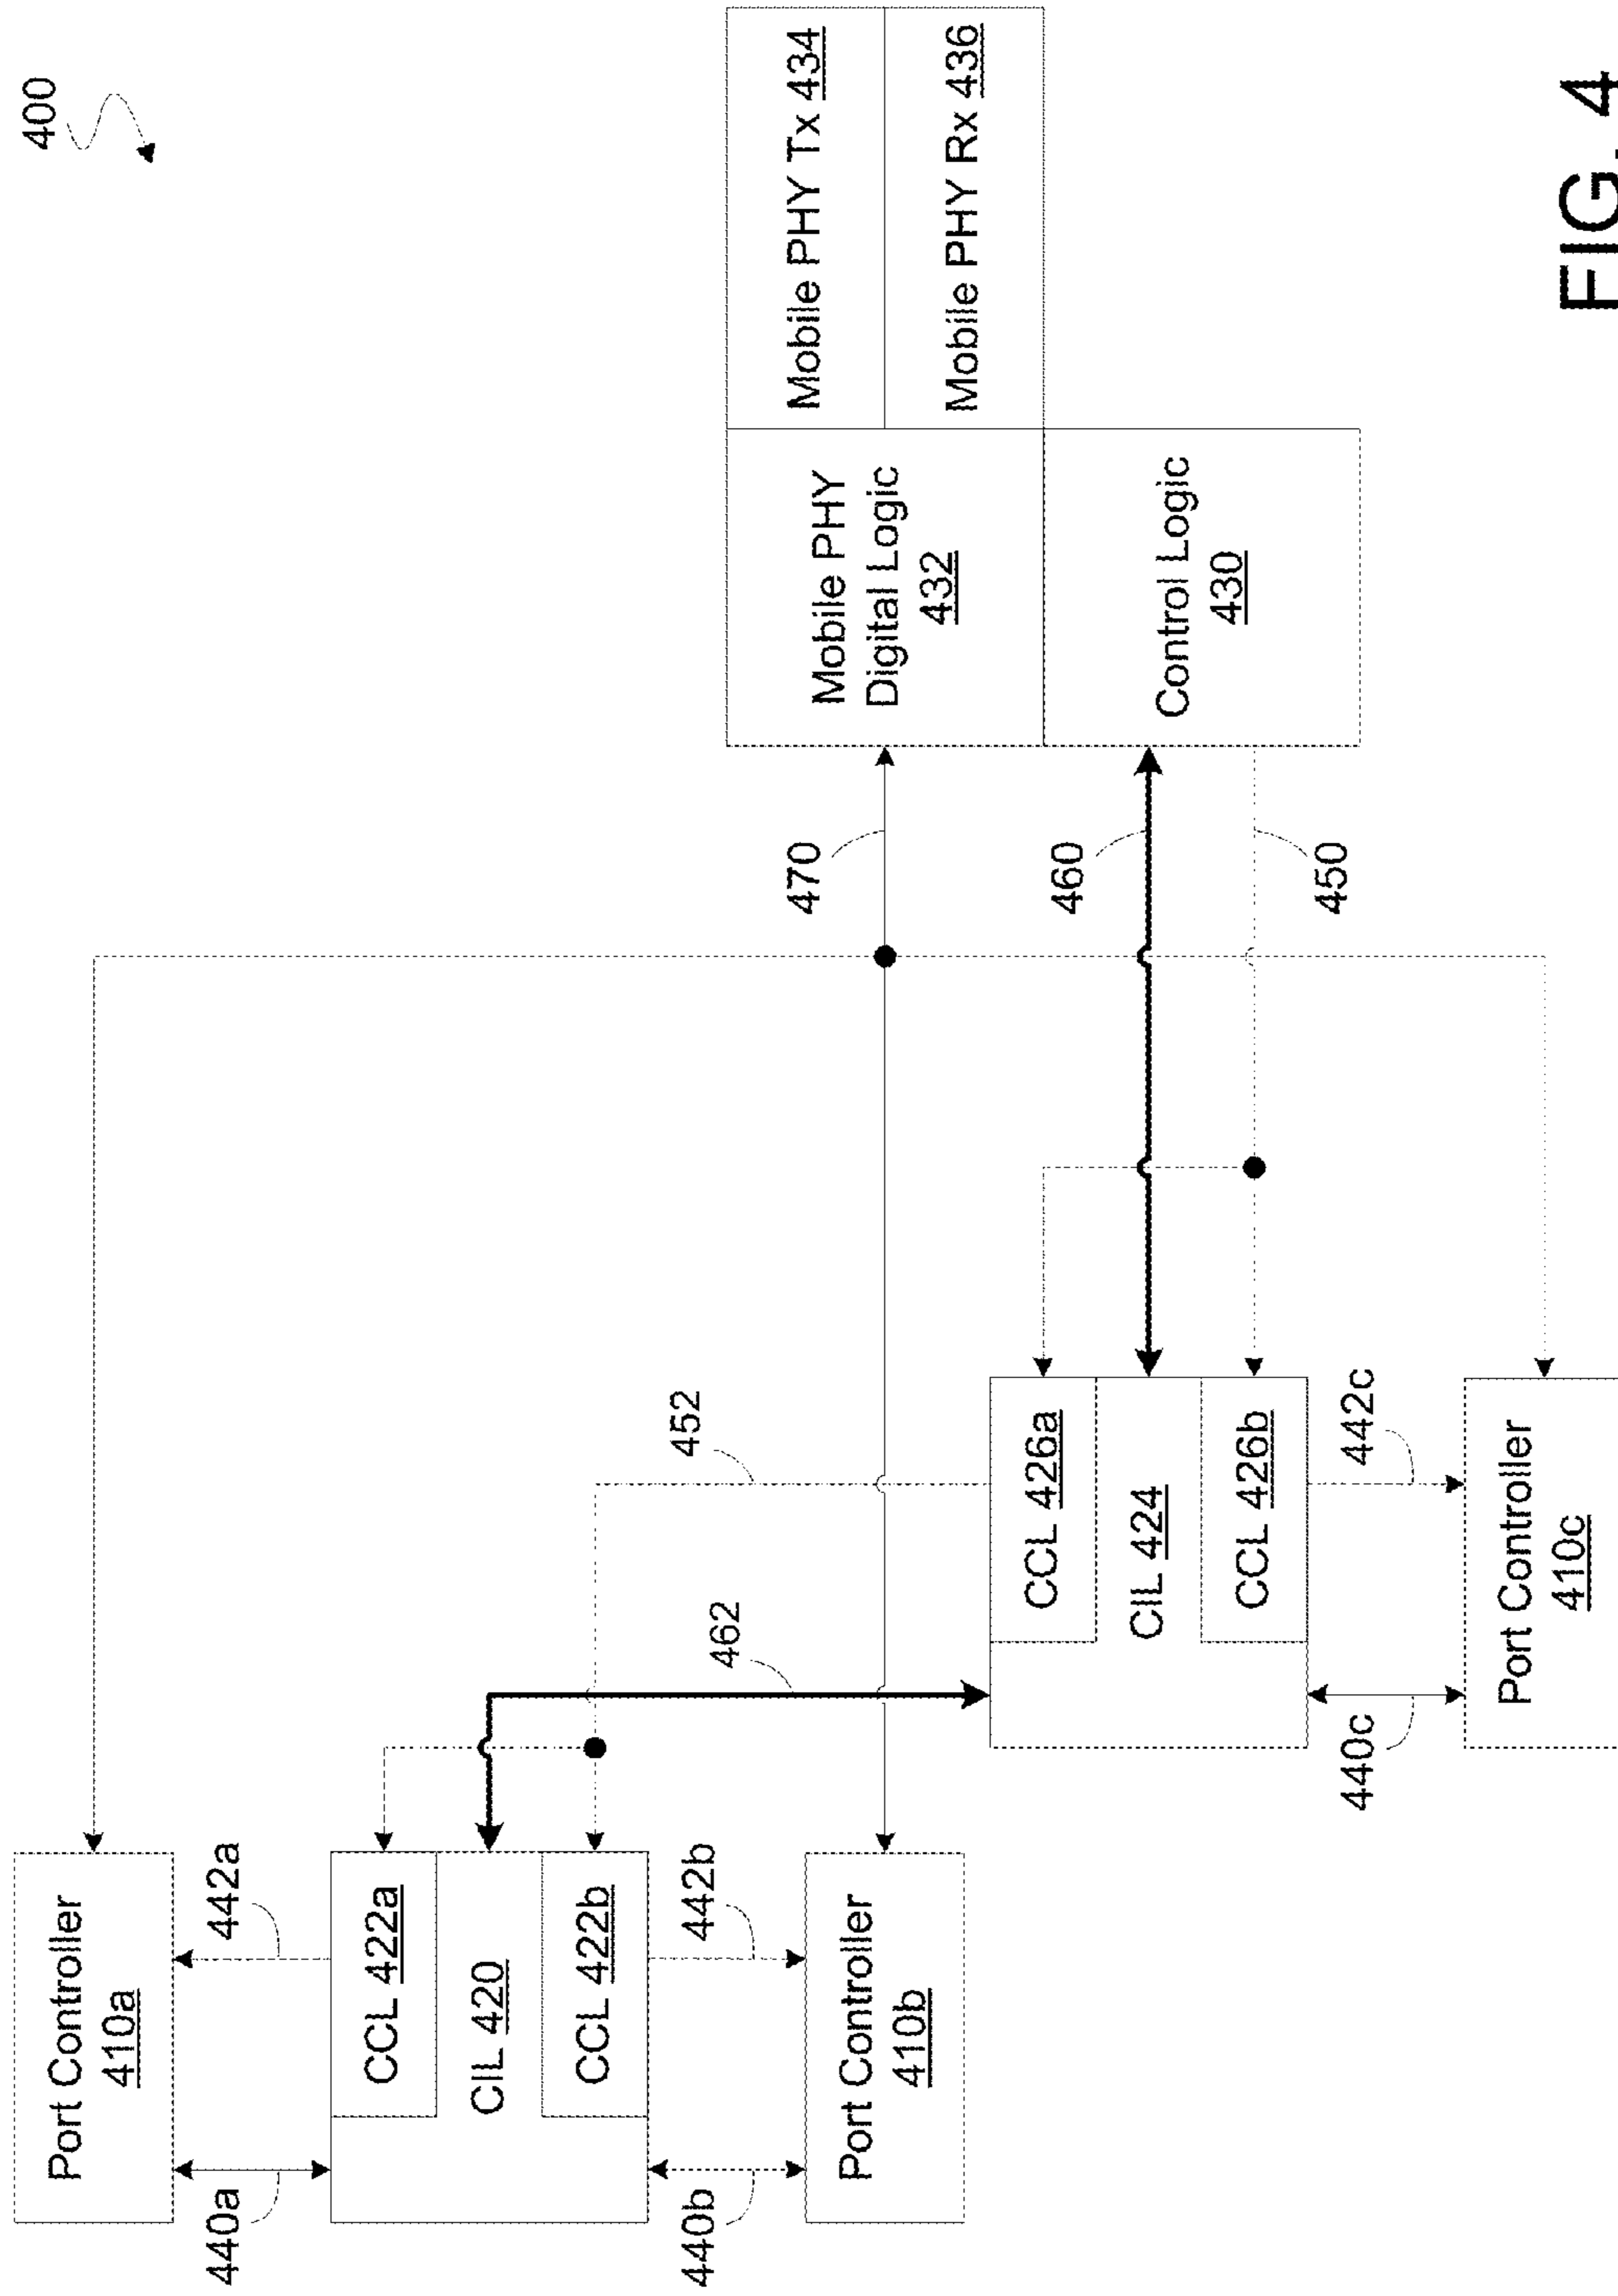 400
Port Controller
410a
440a
442a
CCL 422a
CIL 420
CCL 422b
440b
442b
Port Controller
410b
462
452
CCL 426a
CIL 424
CCL 426b
440c
442c
Port Controller
410c
470
460
450
Mobile PHY
Digital Logic
432
Mobile PHY Tx 434
Mobile PHY Rx 436
Control Logic
430
FIG. 4